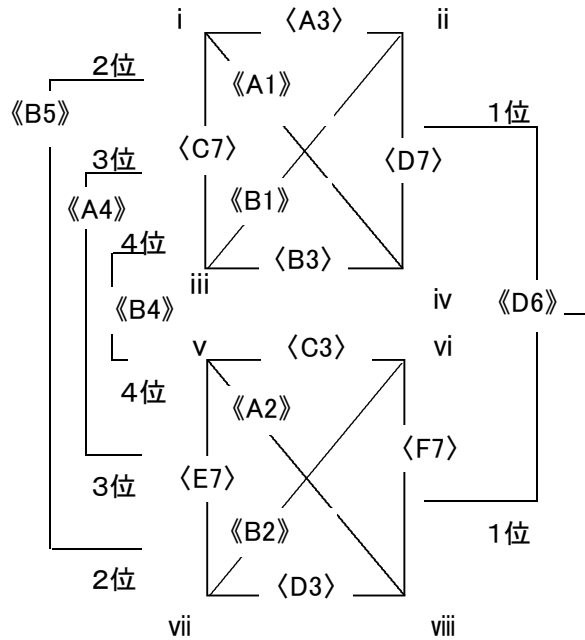 ⅰ 〈A3〉 ⅱ
2位 《A1》 1位
《B5》
3位 〈C7〉 〈D7〉
《A4》 《B1》
4位 〈B3〉
ⅲ ⅳ
《B4》 《D6》
ⅴ 〈C3〉 ⅵ
4位 《A2》
〈F7〉
3位 〈E7〉
《B2》 1位
2位 〈D3〉
ⅶ ⅷ